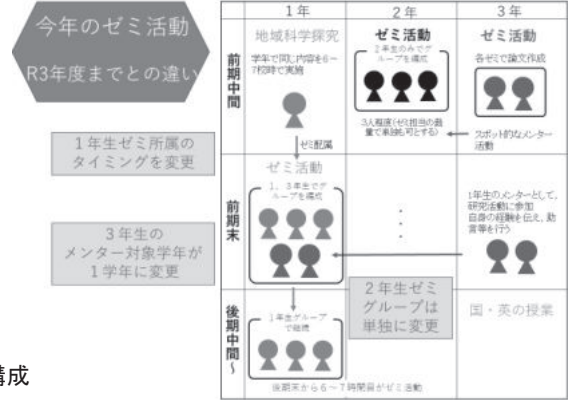 今年のゼミ活動
R3年度までとの違い
1年生ゼミ所属の
タイミングを変更
3年生の
メンター対象学年が
1学年に変更
構成
1年
2年
3年
前期中間
地域科学探究
学年で同じ内容を6~
7校時で実施
ゼミ配属
ゼミ活動
2年生のみでグ
ループを構成
3人程度(ゼミ担当の裁
量で単独も可とする)
ゼミ活動
各ゼミで論文作成
スポット的なメンター
活動
前期末
ゼミ活動
1、3年生でグ
ループを構成
1年生のメンターとして、
研究活動に参加
自身の経験を伝え、助
言等を行う
2年生ゼミ
グループは
単独に変更
後期中間~
1年生グループ
で継続
国・英の授業
後期末から6~7時間目がゼミ活動